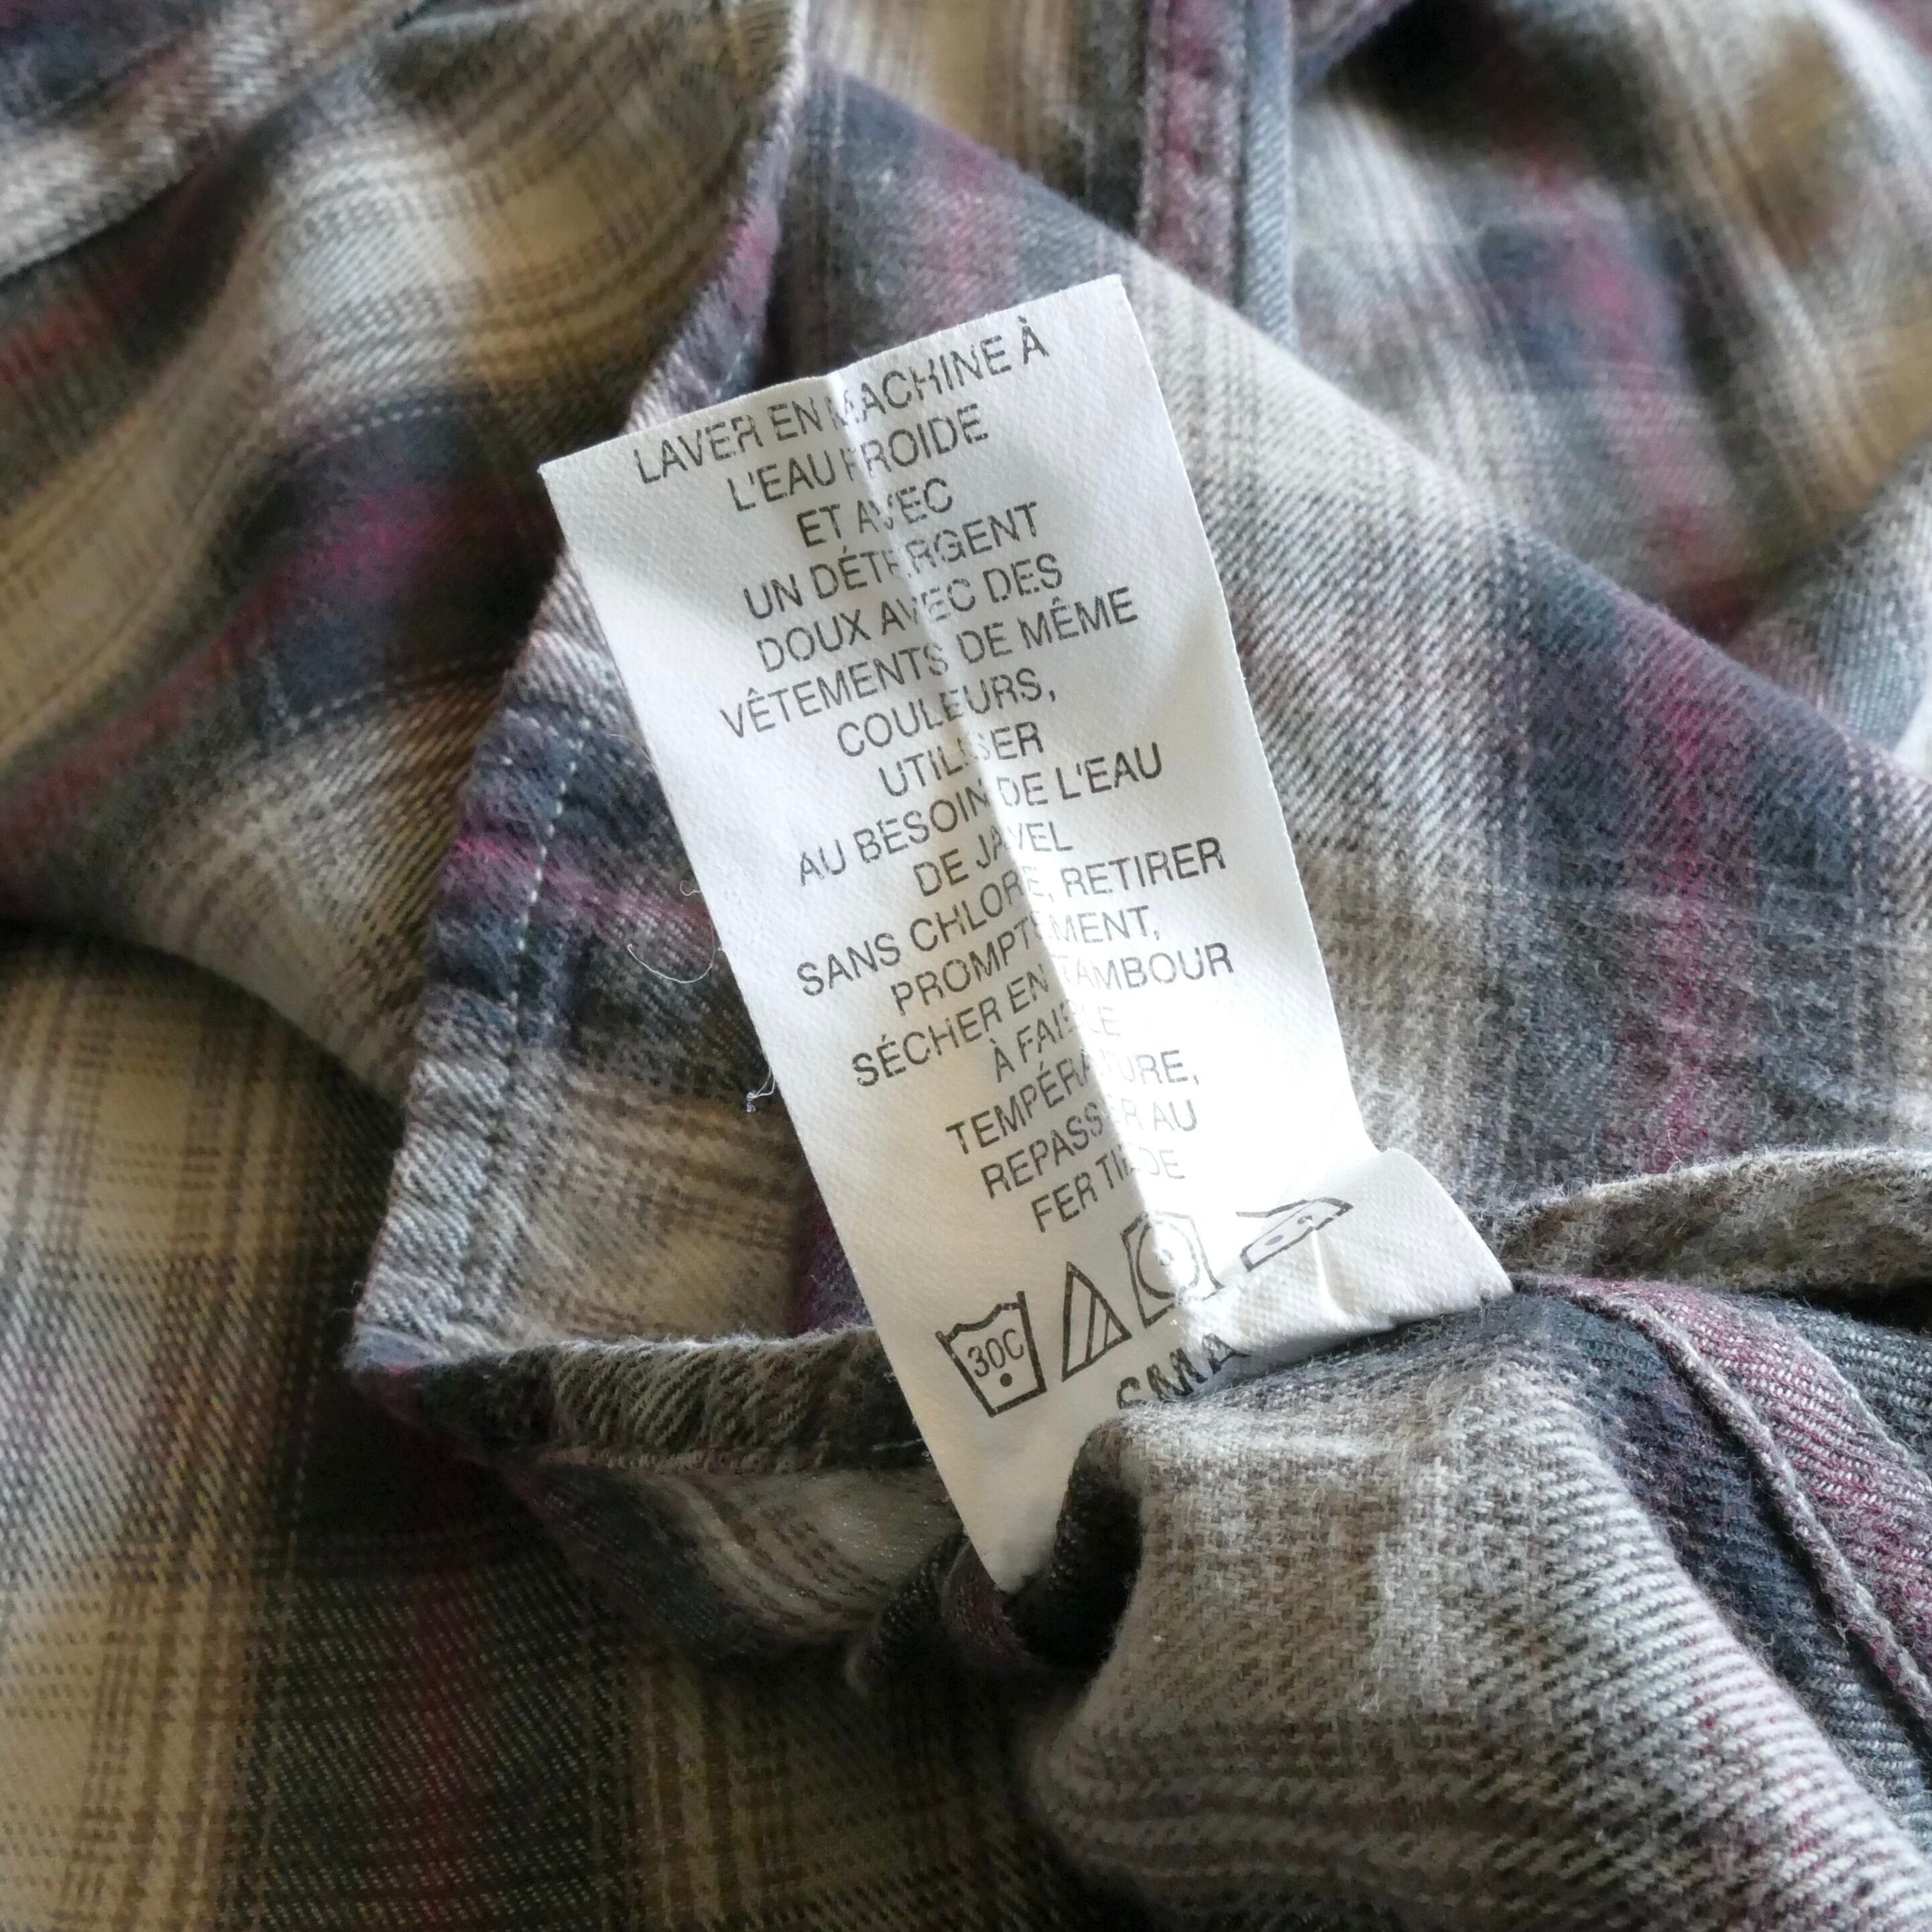 LAVER EN MACHINE À
L'EAU FROIDE
ET AVEC
UN DÉTERGENT
DOUX AVEC DES
VÊTEMENTS DE MÊME
COULEURS,
UTILISER
AU BESOIN DE L'EAU
DE JAVEL
SANS CHLORE, RETIRER
PROMPTEMENT,
SÉCHER EN TAMBOUR
À FAIBLE
TEMPÉRATURE,
REPASSER AU
FER TIÈDE
30C